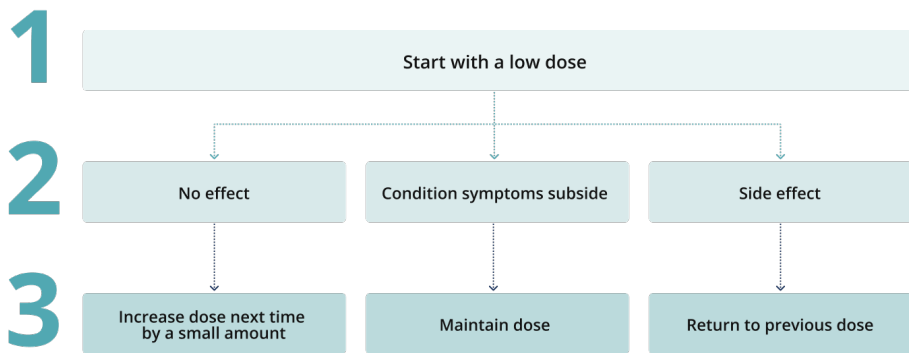 1
Start with a low dose
2
No effect
Condition symptoms subside
Side effect
3
Increase dose next time
by a small amount
Maintain dose
Return to previous dose